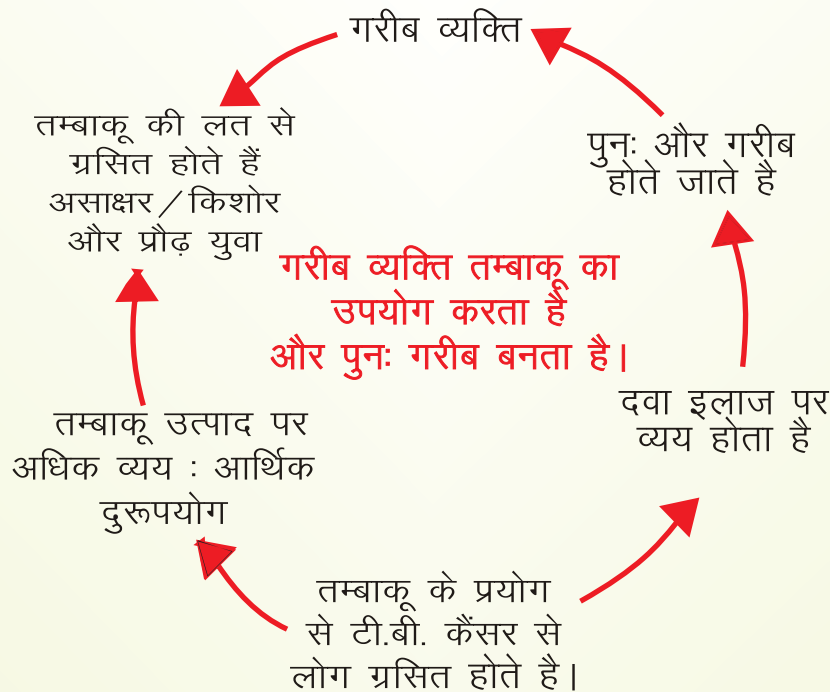 गरीब व्यक्ति
तम्बाकू की लत से
ग्रसित होते हैं
असाक्षर/किशोर
और प्रौढ़ युवा
पुनः और गरीब
होते जाते है
गरीब व्यक्ति तम्बाकू का
उपयोग करता है
और पुनः गरीब बनता है।
दवा इलाज पर
व्यय होता है
तम्बाकू उत्पाद पर
अधिक व्यय : आर्थिक
दुरूपयोग
तम्बाकू के प्रयोग
से टी.बी. कैंसर से
लोग ग्रसित होते है।